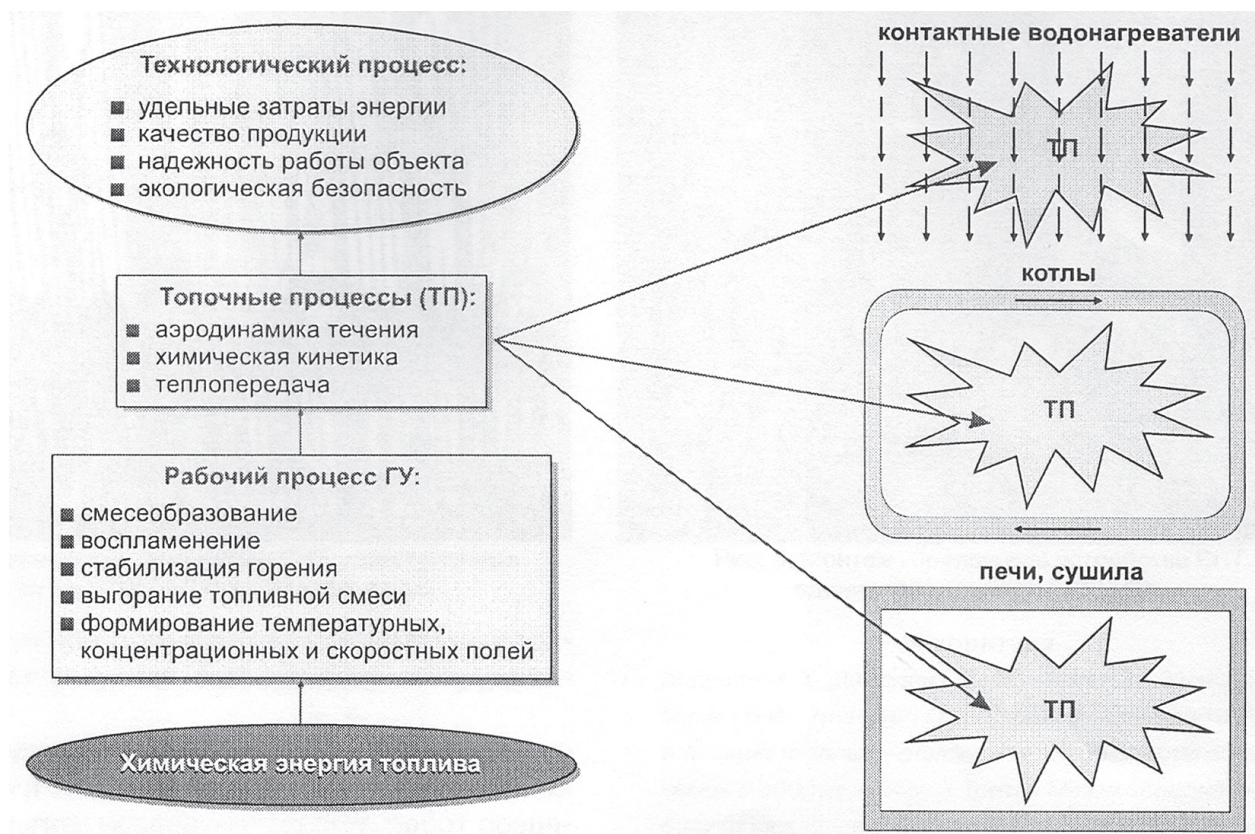 Технологический процесс:
■ удельные затраты энергии
■ качество продукции
■ надежность работы объекта
■ экологическая безопасность
Топочные процессы (ТП):
■ аэродинамика течения
■ химическая кинетика
■ теплопередача
Рабочий процесс ГУ:
■ смесеобразование
■ воспламенение
■ стабилизация горения
■ выгорание топливной смеси
■ формирование температурных,
концентрационных и скоростных полей
Химическая энергия топлива
контактные водонагреватели
ТП
котлы
ТП
печи, сушила
ТП